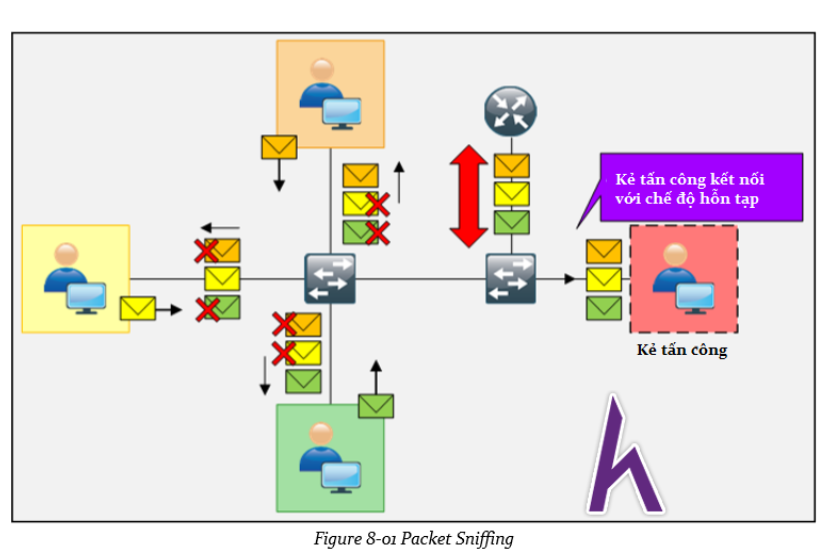 Kẻ tấn công kết nối
với chế độ hỗn tạp
Kẻ tấn công
Figure 8-01 Packet Sniffing